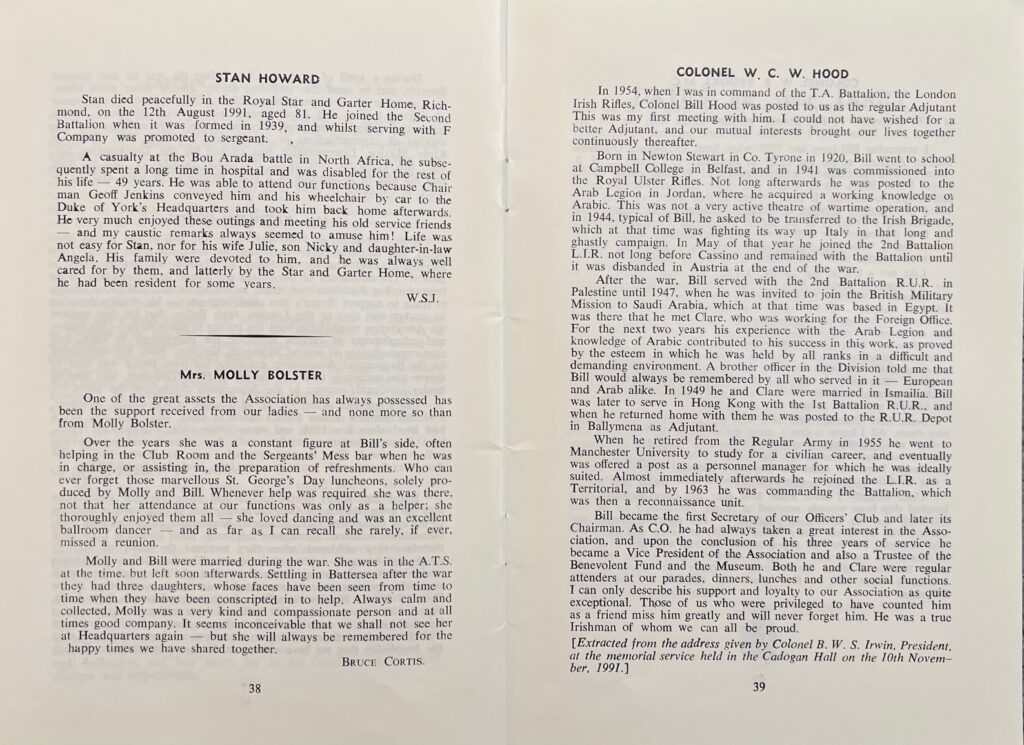 STAN HOWARD
Stan died peacefully in the Royal Star and Garter Home, Rich-
mond, on the 12th August 1991, aged 81. He joined the Second
Battalion when it was formed in 1939, and whilst serving with F
Company was promoted to sergeant.
A casualty at the Bou Arada battle in North Africa, he subse-
quently spent a long time in hospital and was disabled for the rest of
his life — 49 years. He was able to attend our functions because Chair
man Geoff Jenkins conveyed him and his wheelchair by car to the
Duke of York's Headquarters and took him back home afterwards.
He very much enjoyed these outings and meeting his old service friends
— and my caustic remarks always seemed to amuse him! Life was
not easy for Stan, nor for his wife Julie, son Nicky and daughter-in-law
Angela. His family were devoted to him, and he was always well
cared for by them, and latterly by the Star and Garter Home, where
he had been resident for some years.
W.S.J.
Mrs. MOLLY BOLSTER
One of the great assets the Association has always possessed has
been the support received from our ladies — and none more so than
from Molly Bolster.
Over the years she was a constant figure at Bill's side, often
helping in the Club Room and the Sergeants' Mess bar when he was
in charge, or assisting in, the preparation of refreshments. Who can
ever forget those marvellous St. George's Day luncheons, solely pro-
duced by Molly and Bill. Whenever help was required she was there,
not that her attendance at our functions was only as a helper; she
thoroughly enjoyed them all — she loved dancing and was an excellent
ballroom dancer — and as far as I can recall she rarely, if ever,
missed a reunion.
Molly and Bill were married during the war. She was in the A.T.S.
at the time, but left soon afterwards. Settling in Battersea after the war
they had three daughters, whose faces have been seen from time to
time when they have been conscripted in to help. Always calm and
collected, Molly was a very kind and compassionate person and at all
times good company. It seems inconceivable that we shall not see her
at Headquarters again — but she will always be remembered for the
happy times we have shared together.
BRUCE CORTIS.
38
COLONEL W. C. W. HOOD
In 1954, when I was in command of the T.A. Battalion, the London
Irish Rifles, Colonel Bill Hood was posted to us as the regular Adjutant
This was my first meeting with him. I could not have wished for a
better Adjutant, and our mutual interests brought our lives together
continuously thereafter.
Born in Newton Stewart in Co. Tyrone in 1920, Bill went to school
at Campbell College in Belfast, and in 1941 was commissioned into
the Royal Ulster Rifles. Not long afterwards he was posted to the
Arab Legion in Jordan, where he acquired a working knowledge of
Arabic. This was not a very active theatre of wartime operation, and
in 1944, typical of Bill, he asked to be transferred to the Irish Brigade,
which at that time was fighting its way up Italy in that long and
ghastly campaign. In May of that year he joined the 2nd Battalion
L.I.R. not long before Cassino and remained with the Battalion until
it was disbanded in Austria at the end of the war.
After the war, Bill served with the 2nd Battalion R.U.R. in
Palestine until 1947, when he was invited to join the British Military
Mission to Saudi Arabia, which at that time was based in Egypt. It
was there that he met Clare, who was working for the Foreign Office.
For the next two years his experience with the Arab Legion and
knowledge of Arabic contributed to his success in this work, as proved
by the esteem in which he was held by all ranks in a difficult and
demanding environment. A brother officer in the Division told me that
Bill would always be remembered by all who served in it — European
and Arab alike. In 1949 he and Clare were married in Ismailia. Bill
was later to serve in Hong Kong with the 1st Battalion R.U.R., and
when he returned home with them he was posted to the R.U.R. Depot
in Ballymena as Adjutant.
When he retired from the Regular Army in 1955 he went to
Manchester University to study for a civilian career, and eventually
was offered a post as a personnel manager for which he was ideally
suited. Almost immediately afterwards he rejoined the L.I.R. as a
Territorial, and by 1963 he was commanding the Battalion, which
was then a reconnaissance unit.
Bill became the first Secretary of our Officers' Club and later its
Chairman. As C.O. he had always taken a great interest in the Asso-
ciation, and upon the conclusion of his three years of service he
became a Vice President of the Association and also a Trustee of the
Benevolent Fund and the Museum. Both he and Clare were regular
attenders at our parades, dinners, lunches and other social functions.
I can only describe his support and loyalty to our Association as quite
exceptional. Those of us who were privileged to have counted him
as a friend miss him greatly and will never forget him. He was a true
Irishman of whom we can all be proud.
[Extracted from the address given by Colonel B. W. S. Irwin, President,
at the memorial service held in the Cadogan Hall on the 10th Novem-
ber, 1991.]
39